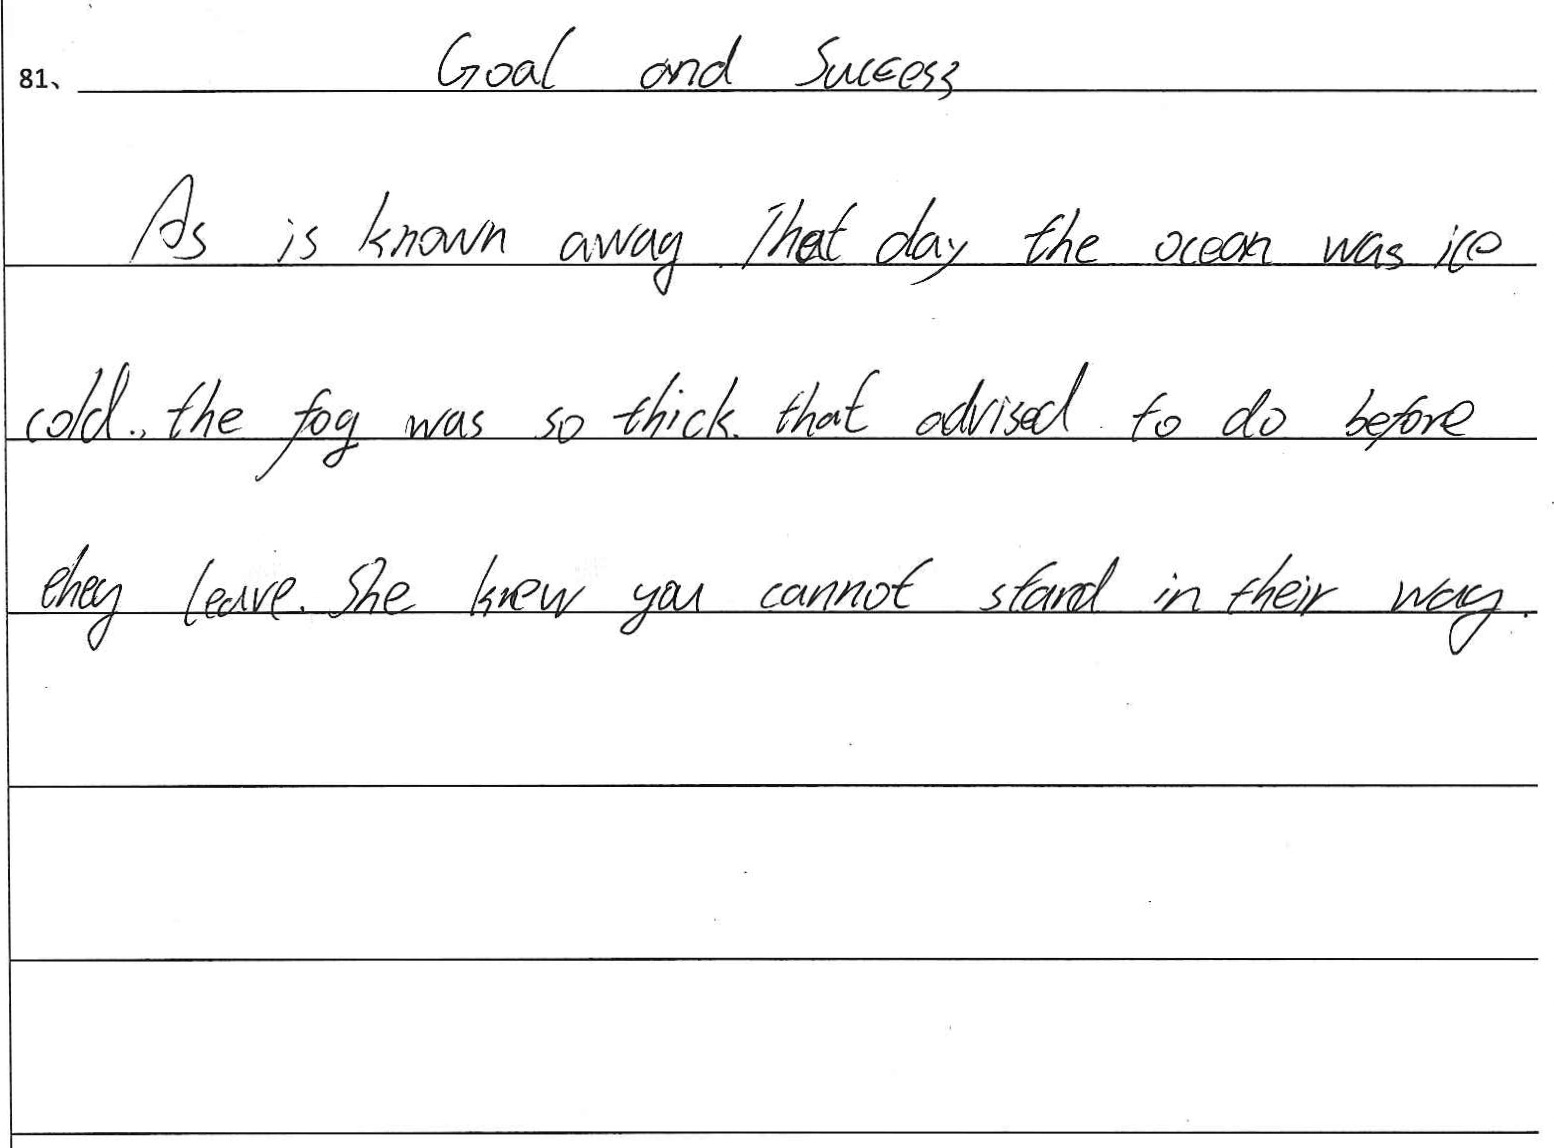 81、 Goal and Success
As is known away. That day the ocean was ice
cold., the fog was so thick. that advised to do before
they leave. She knew you cannot stand in their way.